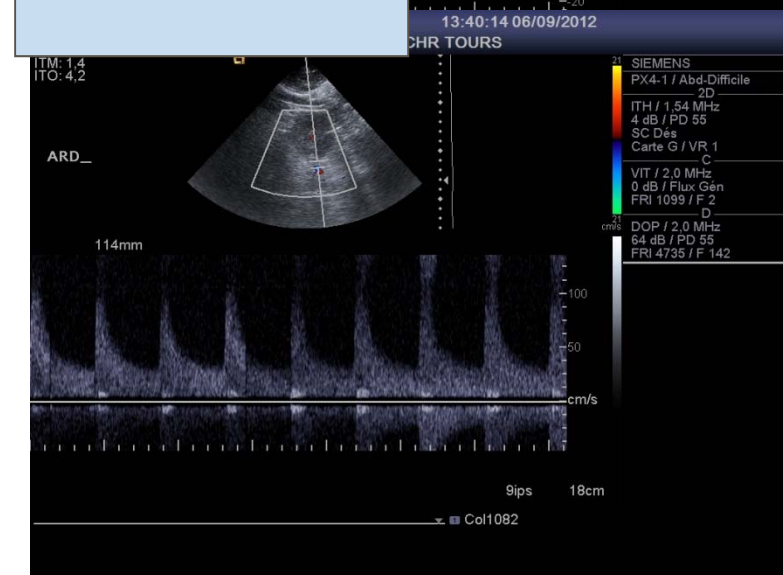 -20
13:40:14 06/09/2012
CHR TOURS
ITM: 1,4
ITO: 4,2
ARD_
21
21
cm/s
SIEMENS
PX4-1 / Abd-Difficile
2D
ITH / 1,54 MHz
4 dB / PD 55
SC Dés
Carte G / VR 1
C
VIT / 2,0 MHz
0 dB / Flux Gén
FRI 1099 / F 2
D
DOP / 2,0 MHz
64 dB / PD 55
FRI 4735 / F 142
114mm
100
50
cm/s
9ips 18cm
1 Col1082